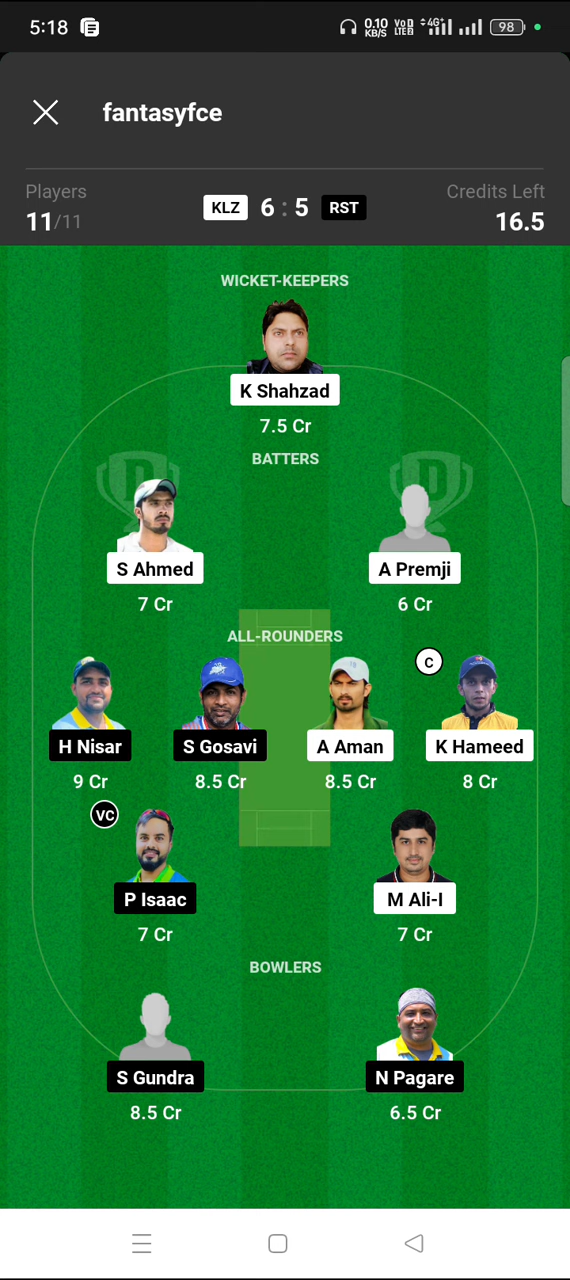 5:18
0.10
KB/S
Vo
LTE 2
4G+
98
fantasyfce
Players
Credits Left
11/11
KLZ 6 : 5 RST
16.5
WICKET-KEEPERS
K Shahzad
7.5 Cr
BATTERS
S Ahmed
A Premji
7 Cr
6 Cr
ALL-ROUNDERS
C
H Nisar
S Gosavi
A Aman
K Hameed
9 Cr
8.5 Cr
8.5 Cr
8 Cr
VC
P Isaac
M Ali-I
7 Cr
7 Cr
BOWLERS
S Gundra
N Pagare
8.5 Cr
6.5 Cr